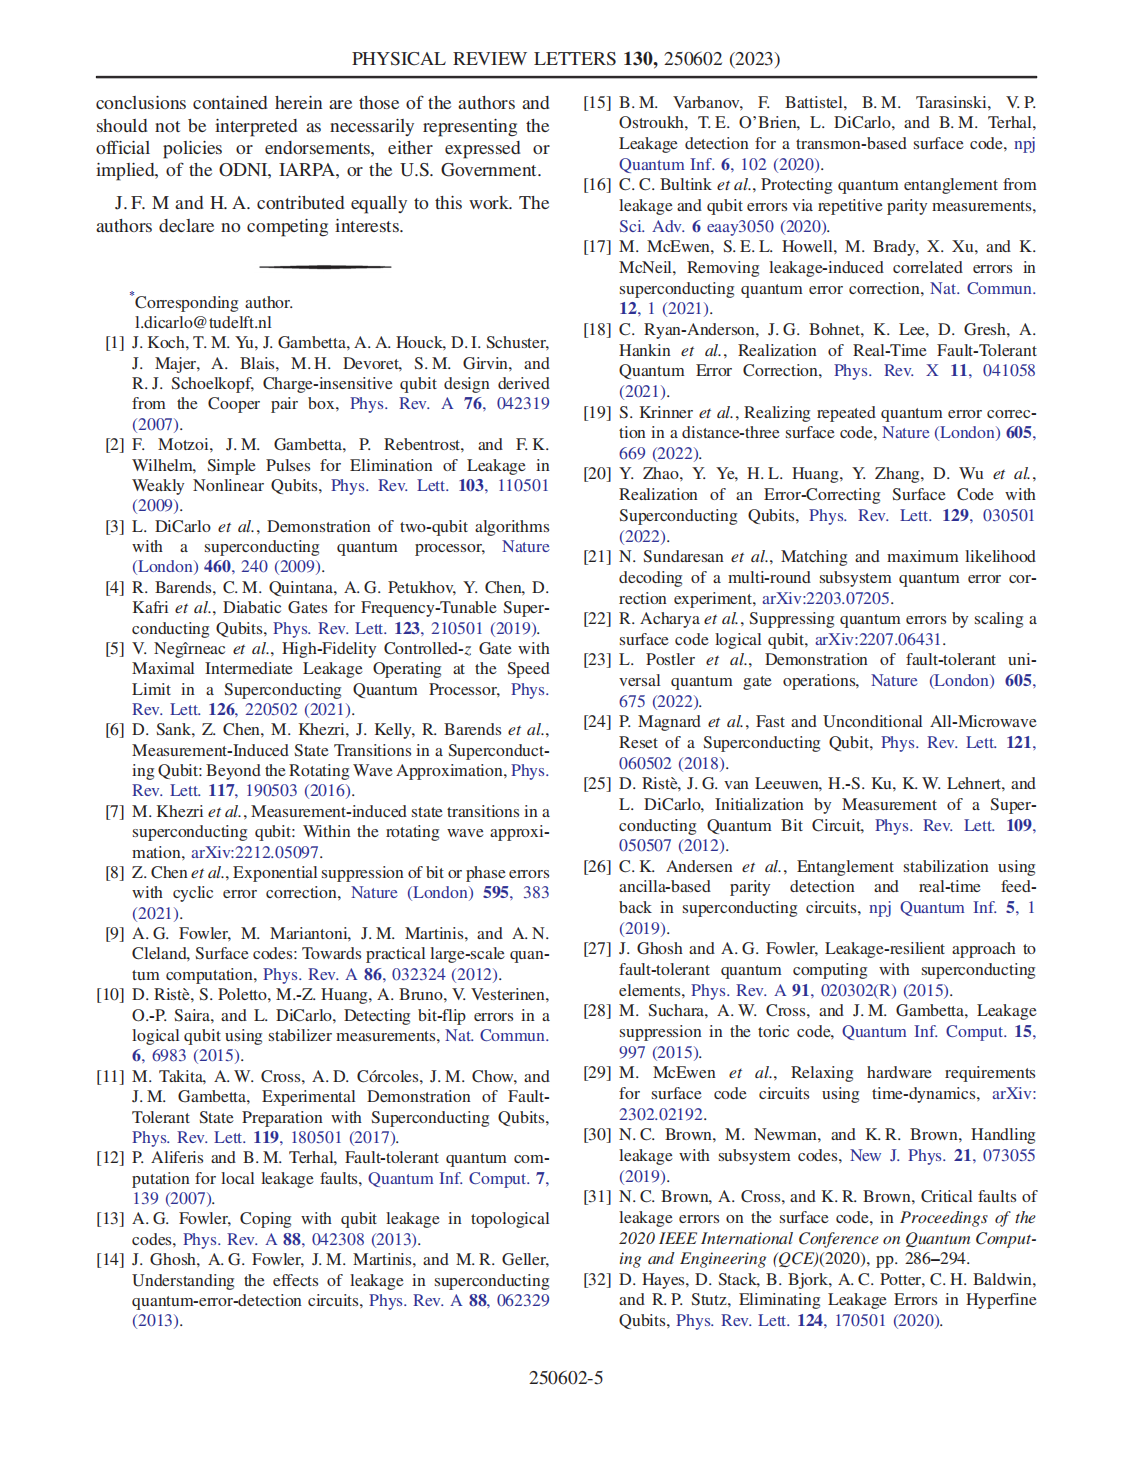 PHYSICAL REVIEW LETTERS 130, 250602 (2023)
conclusions contained herein are those of the authors and
should not be interpreted as necessarily representing the
official policies or endorsements, either expressed or
implied, of the ODNI, IARPA, or the U.S. Government.
J. F. M and H. A. contributed equally to this work. The
authors declare no competing interests.
*Corresponding author.
l.dicarlo@tudelft.nl
[1] J. Koch, T. M. Yu, J. Gambetta, A. A. Houck, D. I. Schuster,
J. Majer, A. Blais, M. H. Devoret, S. M. Girvin, and
R. J. Schoelkopf, Charge-insensitive qubit design derived
from the Cooper pair box, Phys. Rev. A 76, 042319
(2007).
[2] F. Motzoi, J. M. Gambetta, P. Rebentrost, and F. K.
Wilhelm, Simple Pulses for Elimination of Leakage in
Weakly Nonlinear Qubits, Phys. Rev. Lett. 103, 110501
(2009).
[3] L. DiCarlo et al., Demonstration of two-qubit algorithms
with a superconducting quantum processor, Nature
(London) 460, 240 (2009).
[4] R. Barends, C. M. Quintana, A. G. Petukhov, Y. Chen, D.
Kafri et al., Diabatic Gates for Frequency-Tunable Super-
conducting Qubits, Phys. Rev. Lett. 123, 210501 (2019).
[5] V. Negîrneac et al., High-Fidelity Controlled-z Gate with
Maximal Intermediate Leakage Operating at the Speed
Limit in a Superconducting Quantum Processor, Phys.
Rev. Lett. 126, 220502 (2021).
[6] D. Sank, Z. Chen, M. Khezri, J. Kelly, R. Barends et al.,
Measurement-Induced State Transitions in a Superconduct-
ing Qubit: Beyond the Rotating Wave Approximation, Phys.
Rev. Lett. 117, 190503 (2016).
[7] M. Khezri et al., Measurement-induced state transitions in a
superconducting qubit: Within the rotating wave approxi-
mation, arXiv:2212.05097.
[8] Z. Chen et al., Exponential suppression of bit or phase errors
with cyclic error correction, Nature (London) 595, 383
(2021).
[9] A. G. Fowler, M. Mariantoni, J. M. Martinis, and A. N.
Cleland, Surface codes: Towards practical large-scale quan-
tum computation, Phys. Rev. A 86, 032324 (2012).
[10] D. Ristè, S. Poletto, M.-Z. Huang, A. Bruno, V. Vesterinen,
O.-P. Saira, and L. DiCarlo, Detecting bit-flip errors in a
logical qubit using stabilizer measurements, Nat. Commun.
6, 6983 (2015).
[11] M. Takita, A. W. Cross, A. D. Córcoles, J. M. Chow, and
J. M. Gambetta, Experimental Demonstration of Fault-
Tolerant State Preparation with Superconducting Qubits,
Phys. Rev. Lett. 119, 180501 (2017).
[12] P. Aliferis and B. M. Terhal, Fault-tolerant quantum com-
putation for local leakage faults, Quantum Inf. Comput. 7,
139 (2007).
[13] A. G. Fowler, Coping with qubit leakage in topological
codes, Phys. Rev. A 88, 042308 (2013).
[14] J. Ghosh, A. G. Fowler, J. M. Martinis, and M. R. Geller,
Understanding the effects of leakage in superconducting
quantum-error-detection circuits, Phys. Rev. A 88, 062329
(2013).
[15] B. M. Varbanov, F. Battistel, B. M. Tarasinski, V. P.
Ostroukh, T. E. O'Brien, L. DiCarlo, and B. M. Terhal,
Leakage detection for a transmon-based surface code, npj
Quantum Inf. 6, 102 (2020).
[16] C. C. Bultink et al., Protecting quantum entanglement from
leakage and qubit errors via repetitive parity measurements,
Sci. Adv. 6 eaay3050 (2020).
[17] M. McEwen, S. E. L. Howell, M. Brady, X. Xu, and K.
McNeil, Removing leakage-induced correlated errors in
superconducting quantum error correction, Nat. Commun.
12, 1 (2021).
[18] C. Ryan-Anderson, J. G. Bohnet, K. Lee, D. Gresh, A.
Hankin et al., Realization of Real-Time Fault-Tolerant
Quantum Error Correction, Phys. Rev. X 11, 041058
(2021).
[19] S. Krinner et al., Realizing repeated quantum error correc-
tion in a distance-three surface code, Nature (London) 605,
669 (2022).
[20] Y. Zhao, Y. Ye, H. L. Huang, Y. Zhang, D. Wu et al.,
Realization of an Error-Correcting Surface Code with
Superconducting Qubits, Phys. Rev. Lett. 129, 030501
(2022).
[21] N. Sundaresan et al., Matching and maximum likelihood
decoding of a multi-round subsystem quantum error cor-
rection experiment, arXiv:2203.07205.
[22] R. Acharya et al., Suppressing quantum errors by scaling a
surface code logical qubit, arXiv:2207.06431.
[23] L. Postler et al., Demonstration of fault-tolerant uni-
versal quantum gate operations, Nature (London) 605,
675 (2022).
[24] P. Magnard et al., Fast and Unconditional All-Microwave
Reset of a Superconducting Qubit, Phys. Rev. Lett. 121,
060502 (2018).
[25] D. Ristè, J. G. van Leeuwen, H.-S. Ku, K. W. Lehnert, and
L. DiCarlo, Initialization by Measurement of a Super-
conducting Quantum Bit Circuit, Phys. Rev. Lett. 109,
050507 (2012).
[26] C. K. Andersen et al., Entanglement stabilization using
ancilla-based parity detection and real-time feed-
back in superconducting circuits, npj Quantum Inf. 5, 1
(2019).
[27] J. Ghosh and A. G. Fowler, Leakage-resilient approach to
fault-tolerant quantum computing with superconducting
elements, Phys. Rev. A 91, 020302(R) (2015).
[28] M. Suchara, A. W. Cross, and J. M. Gambetta, Leakage
suppression in the toric code, Quantum Inf. Comput. 15,
997 (2015).
[29] M. McEwen et al., Relaxing hardware requirements
for surface code circuits using time-dynamics, arXiv:
2302.02192.
[30] N. C. Brown, M. Newman, and K. R. Brown, Handling
leakage with subsystem codes, New J. Phys. 21, 073055
(2019).
[31] N. C. Brown, A. Cross, and K. R. Brown, Critical faults of
leakage errors on the surface code, in Proceedings of the
2020 IEEE International Conference on Quantum Comput-
ing and Engineering (QCE)(2020), pp. 286–294.
[32] D. Hayes, D. Stack, B. Bjork, A. C. Potter, C. H. Baldwin,
and R. P. Stutz, Eliminating Leakage Errors in Hyperfine
Qubits, Phys. Rev. Lett. 124, 170501 (2020).
250602-5